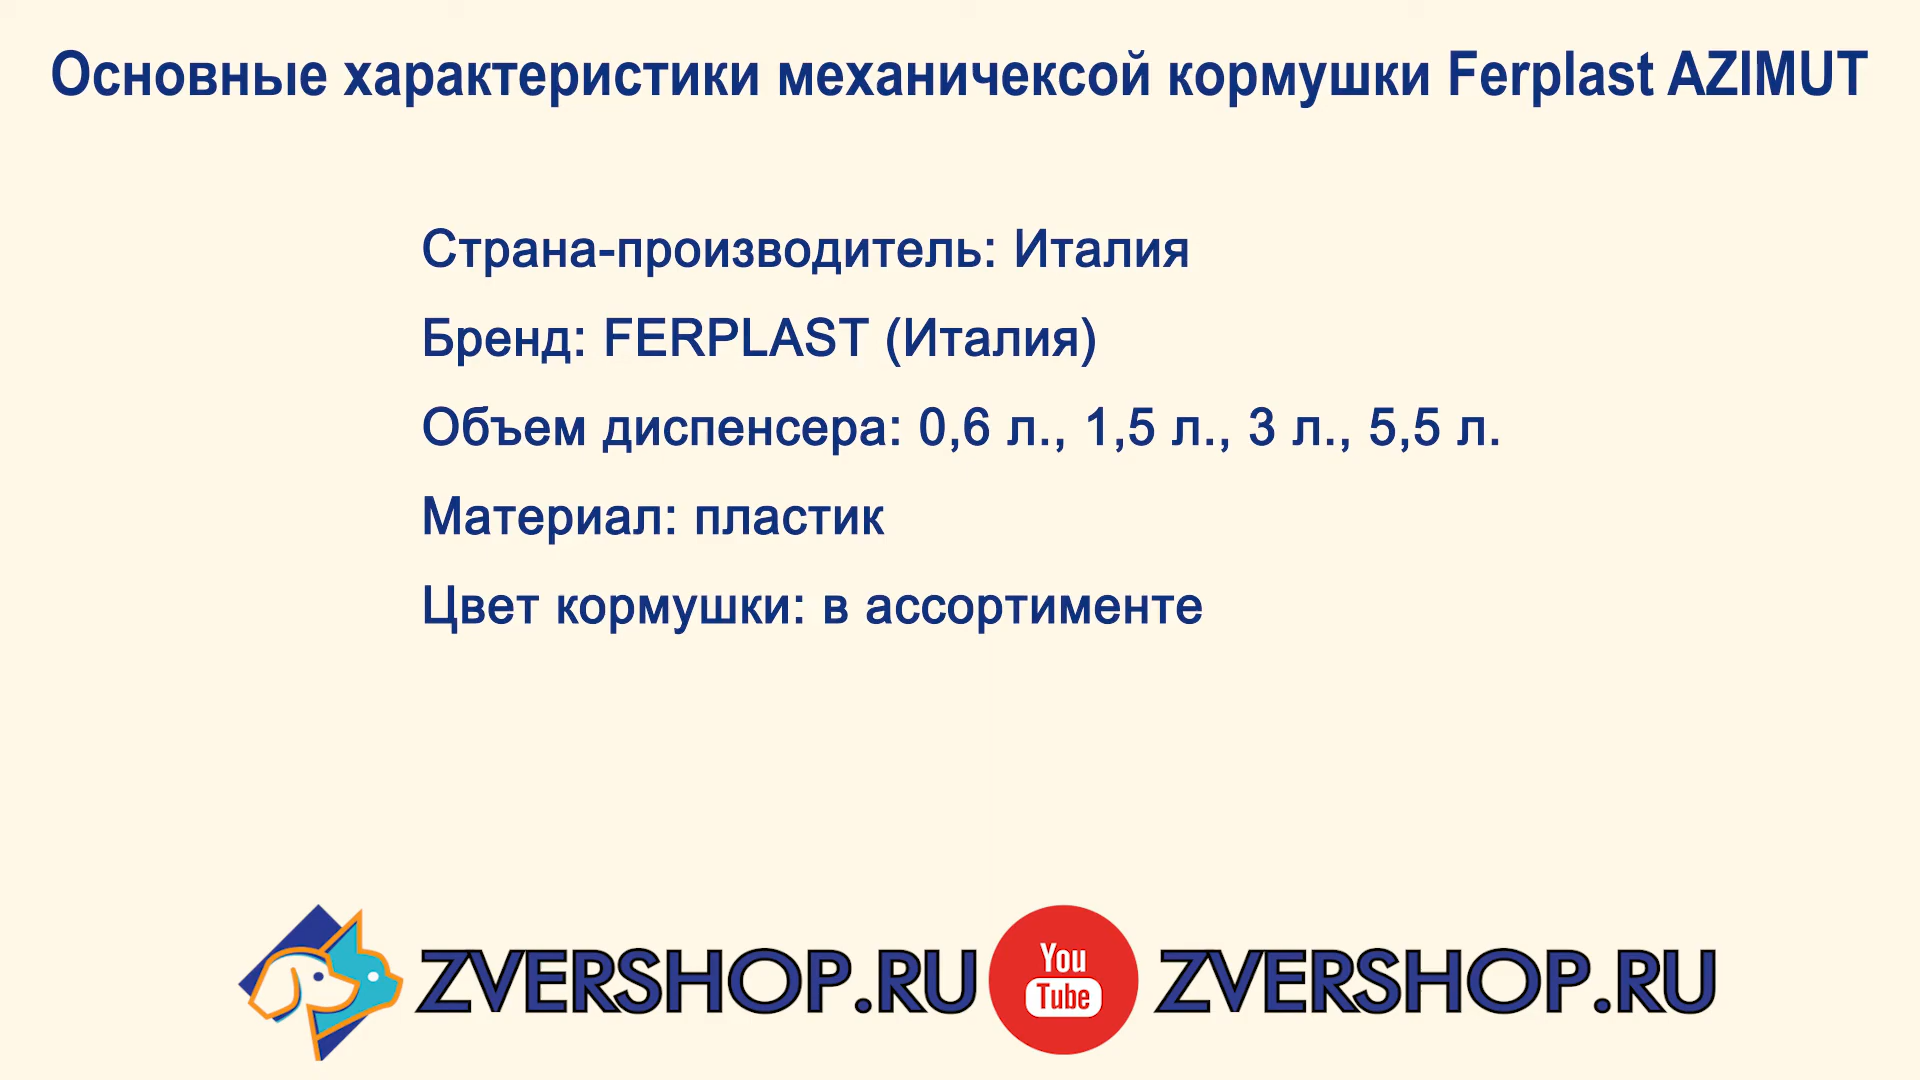 Основные характеристики механичексой кормушки Ferplast AZIMUT
Страна-производитель: Италия
Бренд: FERPLAST (Италия)
Объем диспенсера: 0,6 л., 1,5 л., 3 л., 5,5 л.
Материал: пластик
Цвет кормушки: в ассортименте
ZVERSHOP.RU You Tube ZVERSHOP.RU